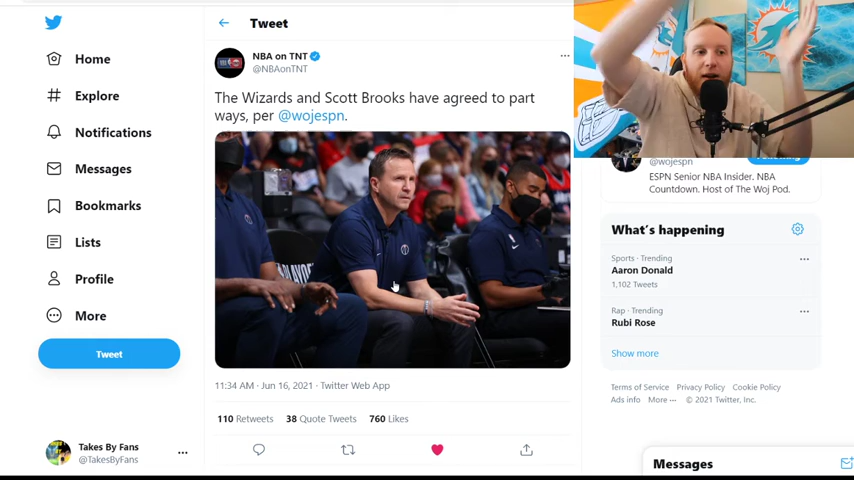 Tweet
Home
Explore
Notifications
Messages
Bookmarks
Lists
Profile
More
Tweet
Takes By Fans
@TakesByFans
NBA on TNT
@NBAonTNT
The Wizards and Scott Brooks have agreed to part
ways, per @wojespn.
11:34 AM · Jun 16, 2021 · Twitter Web App
110 Retweets 38 Quote Tweets 760 Likes
@wojespn
ESPN Senior NBA Insider. NBA
Countdown. Host of The Woj Pod.
What's happening
Sports · Trending
Aaron Donald
1,102 Tweets
Rap · Trending
Rubi Rose
Show more
Terms of Service Privacy Policy Cookie Policy
Ads info More ··· © 2021 Twitter, Inc.
Messages